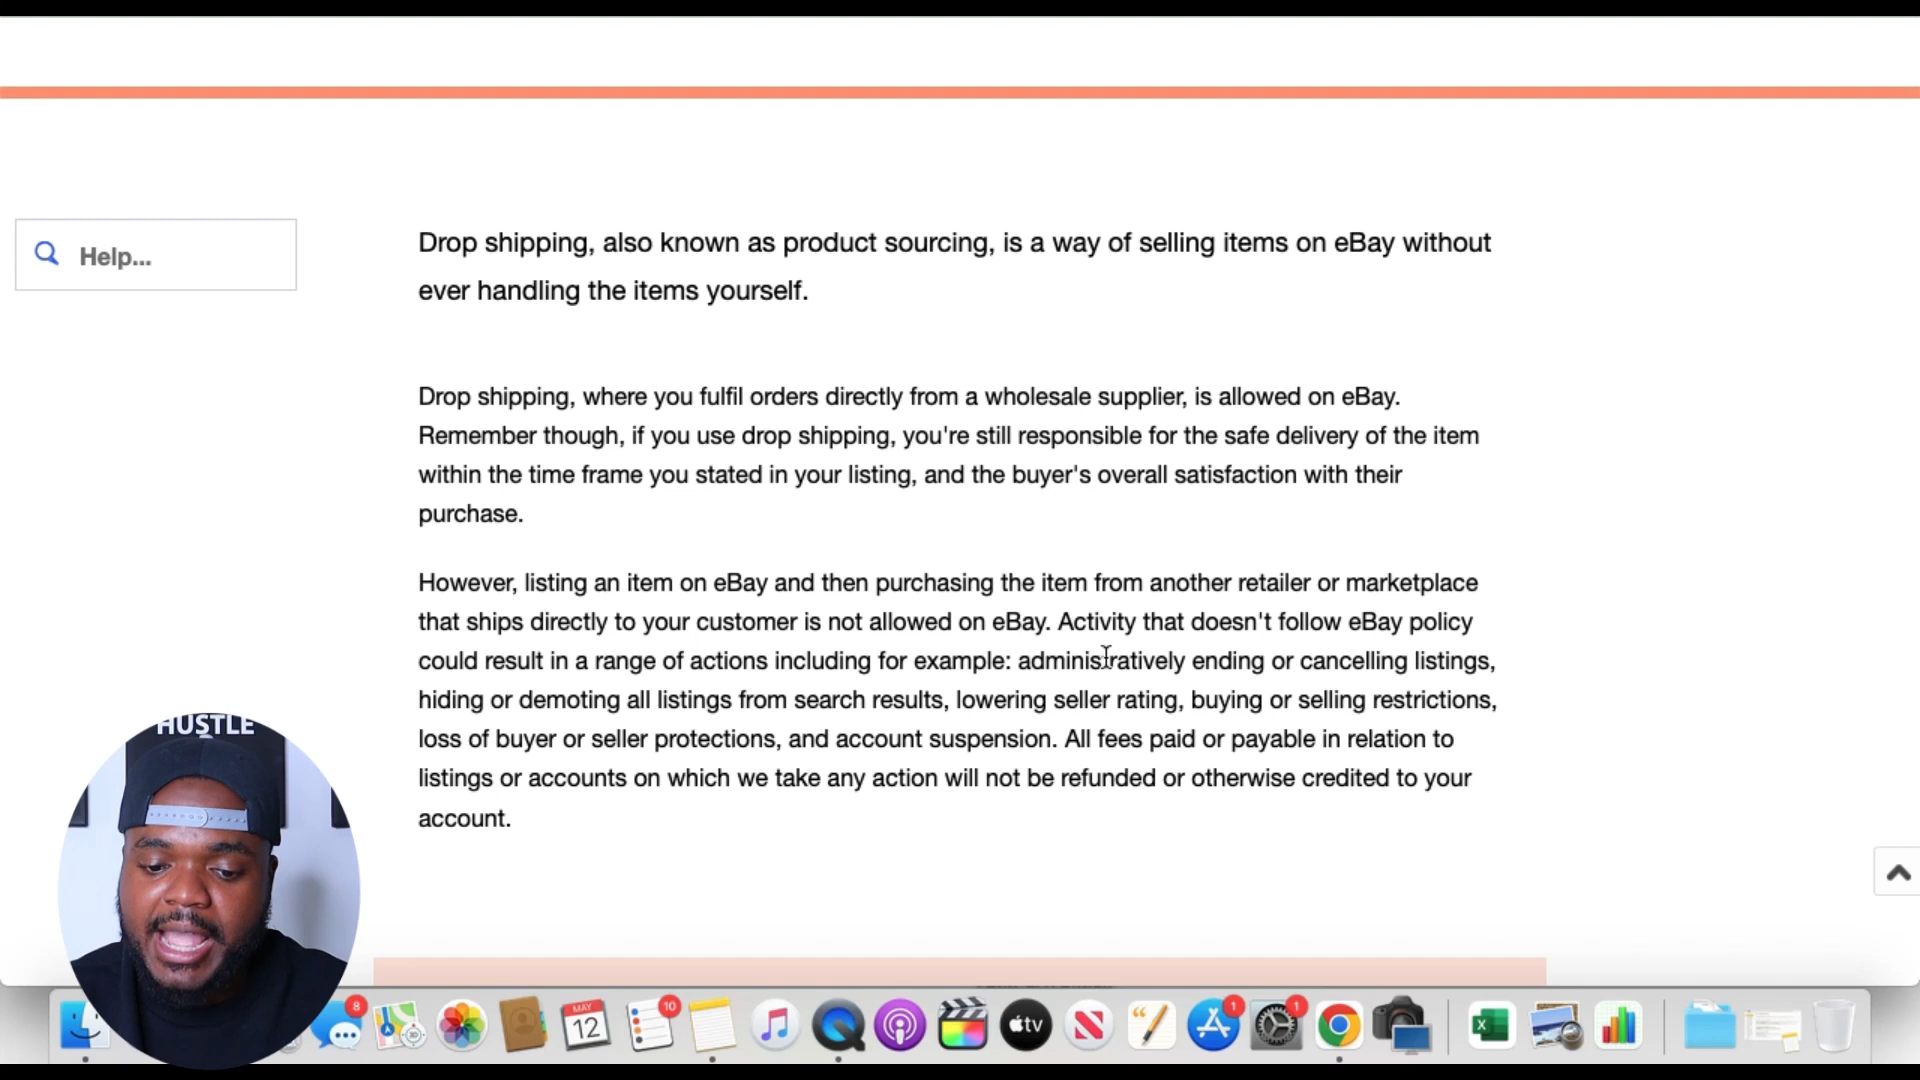 Help...
Drop shipping, also known as product sourcing, is a way of selling items on eBay without
ever handling the items yourself.
Drop shipping, where you fulfil orders directly from a wholesale supplier, is allowed on eBay.
Remember though, if you use drop shipping, you're still responsible for the safe delivery of the item
within the time frame you stated in your listing, and the buyer's overall satisfaction with their
purchase.
However, listing an item on eBay and then purchasing the item from another retailer or marketplace
that ships directly to your customer is not allowed on eBay. Activity that doesn't follow eBay policy
could result in a range of actions including for example: administratively ending or cancelling listings,
hiding or demoting all listings from search results, lowering seller rating, buying or selling restrictions,
loss of buyer or seller protections, and account suspension. All fees paid or payable in relation to
listings or accounts on which we take any action will not be refunded or otherwise credited to your
account.
HUSTLE
8
MAY
12
10
tv
1
1